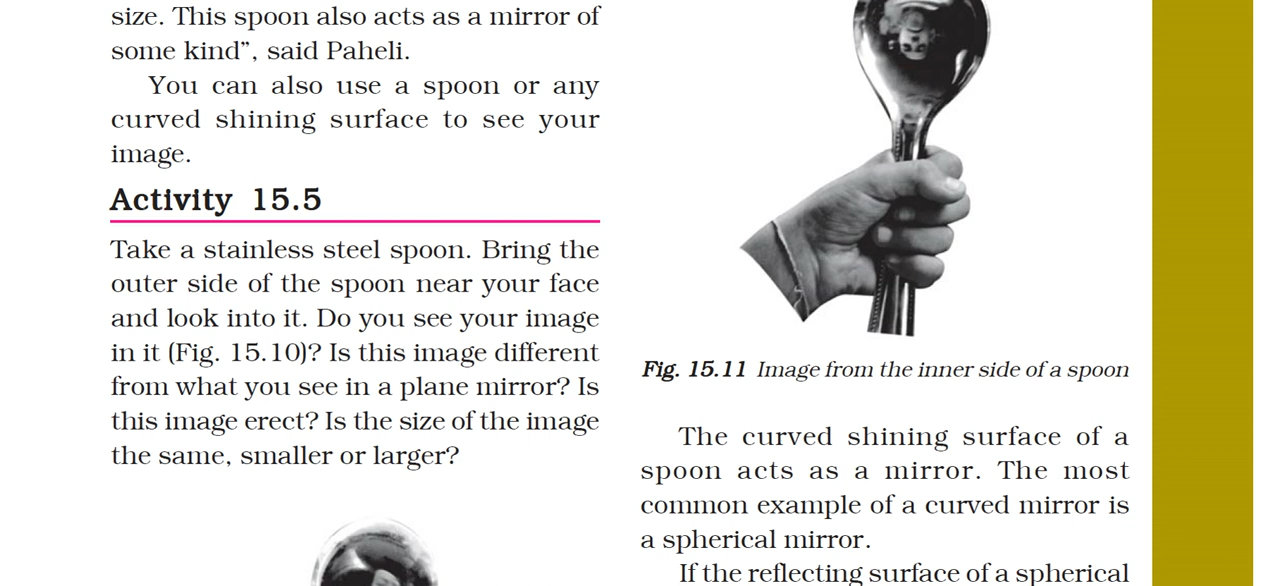 size. This spoon also acts as a mirror of
some kind”, said Paheli.
You can also use a spoon or any
curved shining surface to see your
image.
Activity 15.5
Take a stainless steel spoon. Bring the
outer side of the spoon near your face
and look into it. Do you see your image
in it (Fig. 15.10)? Is this image different
from what you see in a plane mirror? Is
this image erect? Is the size of the image
the same, smaller or larger?
Fig. 15.11 Image from the inner side of a spoon
The curved shining surface of a
spoon acts as a mirror. The most
common example of a curved mirror is
a spherical mirror.
If the reflecting surface of a spherical